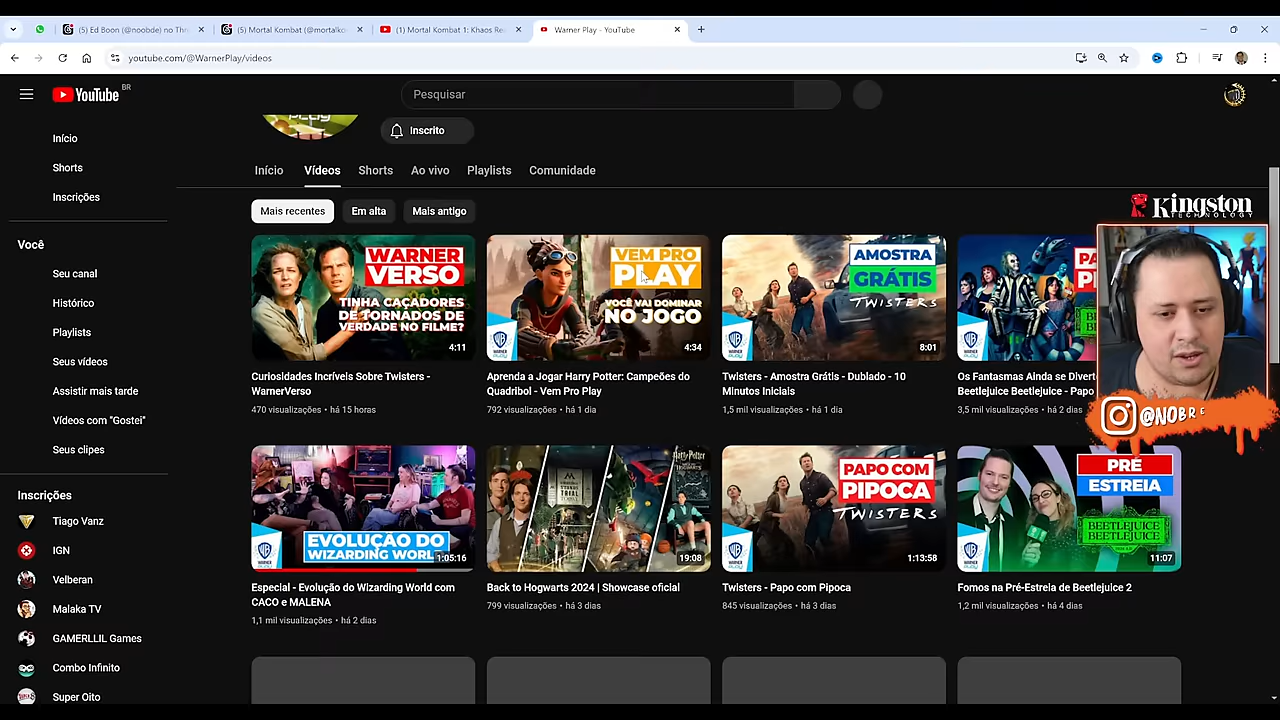 (5) Ed Boon (@noobde) no Thr
(5) Mortal Kombat (@mortalko
(1) Mortal Kombat 1: Khaos Rei
Warner Play - YouTube
youtube.com/@WarnerPlay/videos
YouTube BR
Pesquisar
PLAY
Inscrito
Início
Shorts
Inscrições
Você
Seu canal
Histórico
Playlists
Seus vídeos
Assistir mais tarde
Vídeos com "Gostei"
Seus clipes
Inscrições
Tiago Vanz
IGN
Velberan
Malaka TV
GAMERLLIL Games
Combo Infinito
Super Oito
Início Vídeos Shorts Ao vivo Playlists Comunidade
Mais recentes Em alta Mais antigo
Kingston
TECHNOLOGY
WARNER
VERSO
TINHA CAÇADORES
DE TORNADOS DE
VERDADE NO FILME?
4:11
Curiosidades Incríveis Sobre Twisters -
WarnerVerso
470 visualizações • há 15 horas
VEM PRO
PLAY
VOCÊ VAI DOMINAR
NO JOGO
4:34
Aprenda a Jogar Harry Potter: Campeões do
Quadribol - Vem Pro Play
792 visualizações • há 1 dia
AMOSTRA
GRÁTIS
TWISTERS
8:01
Twisters - Amostra Grátis - Dublado - 10
Minutos Iniciais
1,5 mil visualizações • há 1 dia
PA
P
Os Fantasmas Ainda se Divert
Beetlejuice Beetlejuice - Papo
3,5 mil visualizações • há 2 dias
@NOBRE
EVOLUÇÃO DO
WIZARDING WORL
1:05:16
Especial - Evolução do Wizarding World com
CACO e MALENA
1,1 mil visualizações • há 2 dias
Harry Potter
19:08
Back to Hogwarts 2024 | Showcase oficial
799 visualizações • há 3 dias
PAPO COM
PIPOCA
TWISTERS
1:13:58
Twisters - Papo com Pipoca
845 visualizações • há 3 dias
PRÉ
ESTREIA
BEETLEJUICE
BEETLEJUICE
11:07
Fomos na Pré-Estreia de Beetlejuice 2
1,2 mil visualizações • há 4 dias